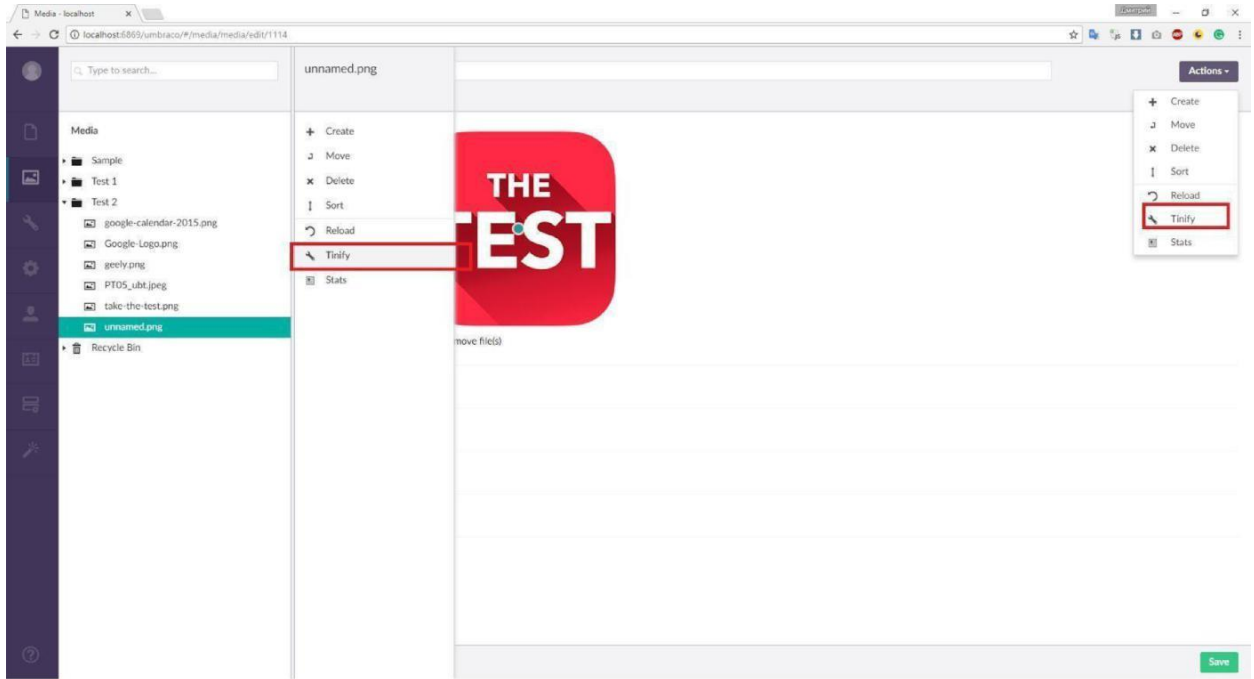 Media - localhost
Дмитрий
localhost:6869/umbraco/#/media/media/edit/1114
Type to search...
Media
Sample
Test 1
Test 2
google-calendar-2015.png
Google-Logo.png
geely.png
PT05_ubt.jpeg
take-the-test.png
unnamed.png
Recycle Bin
unnamed.png
Create
Move
Delete
Sort
Reload
Tinify
Stats
THE
TEST
move file(s)
Actions
Create
Move
Delete
Sort
Reload
Tinify
Stats
Save